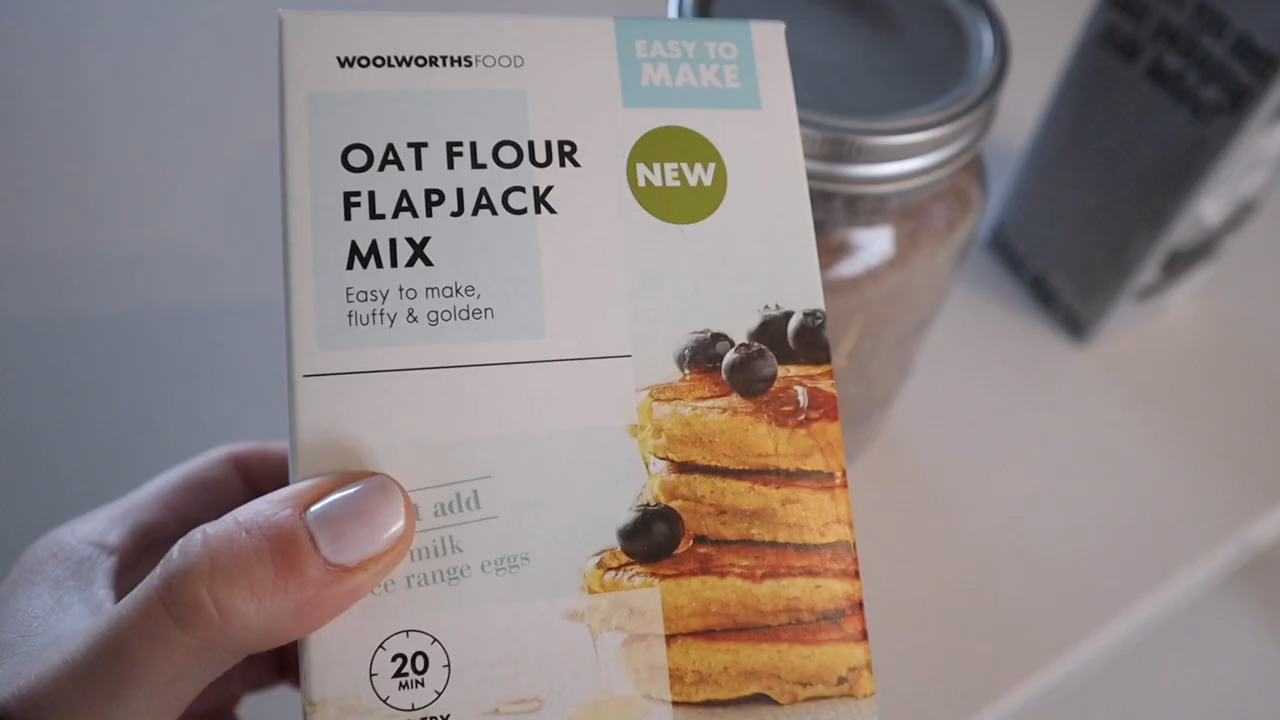 WOOLWORTHSFOOD
EASY TO
MAKE
OAT FLOUR
FLAPJACK
MIX
NEW
Easy to make,
fluffy & golden
add
milk
range eggs
20
MIN